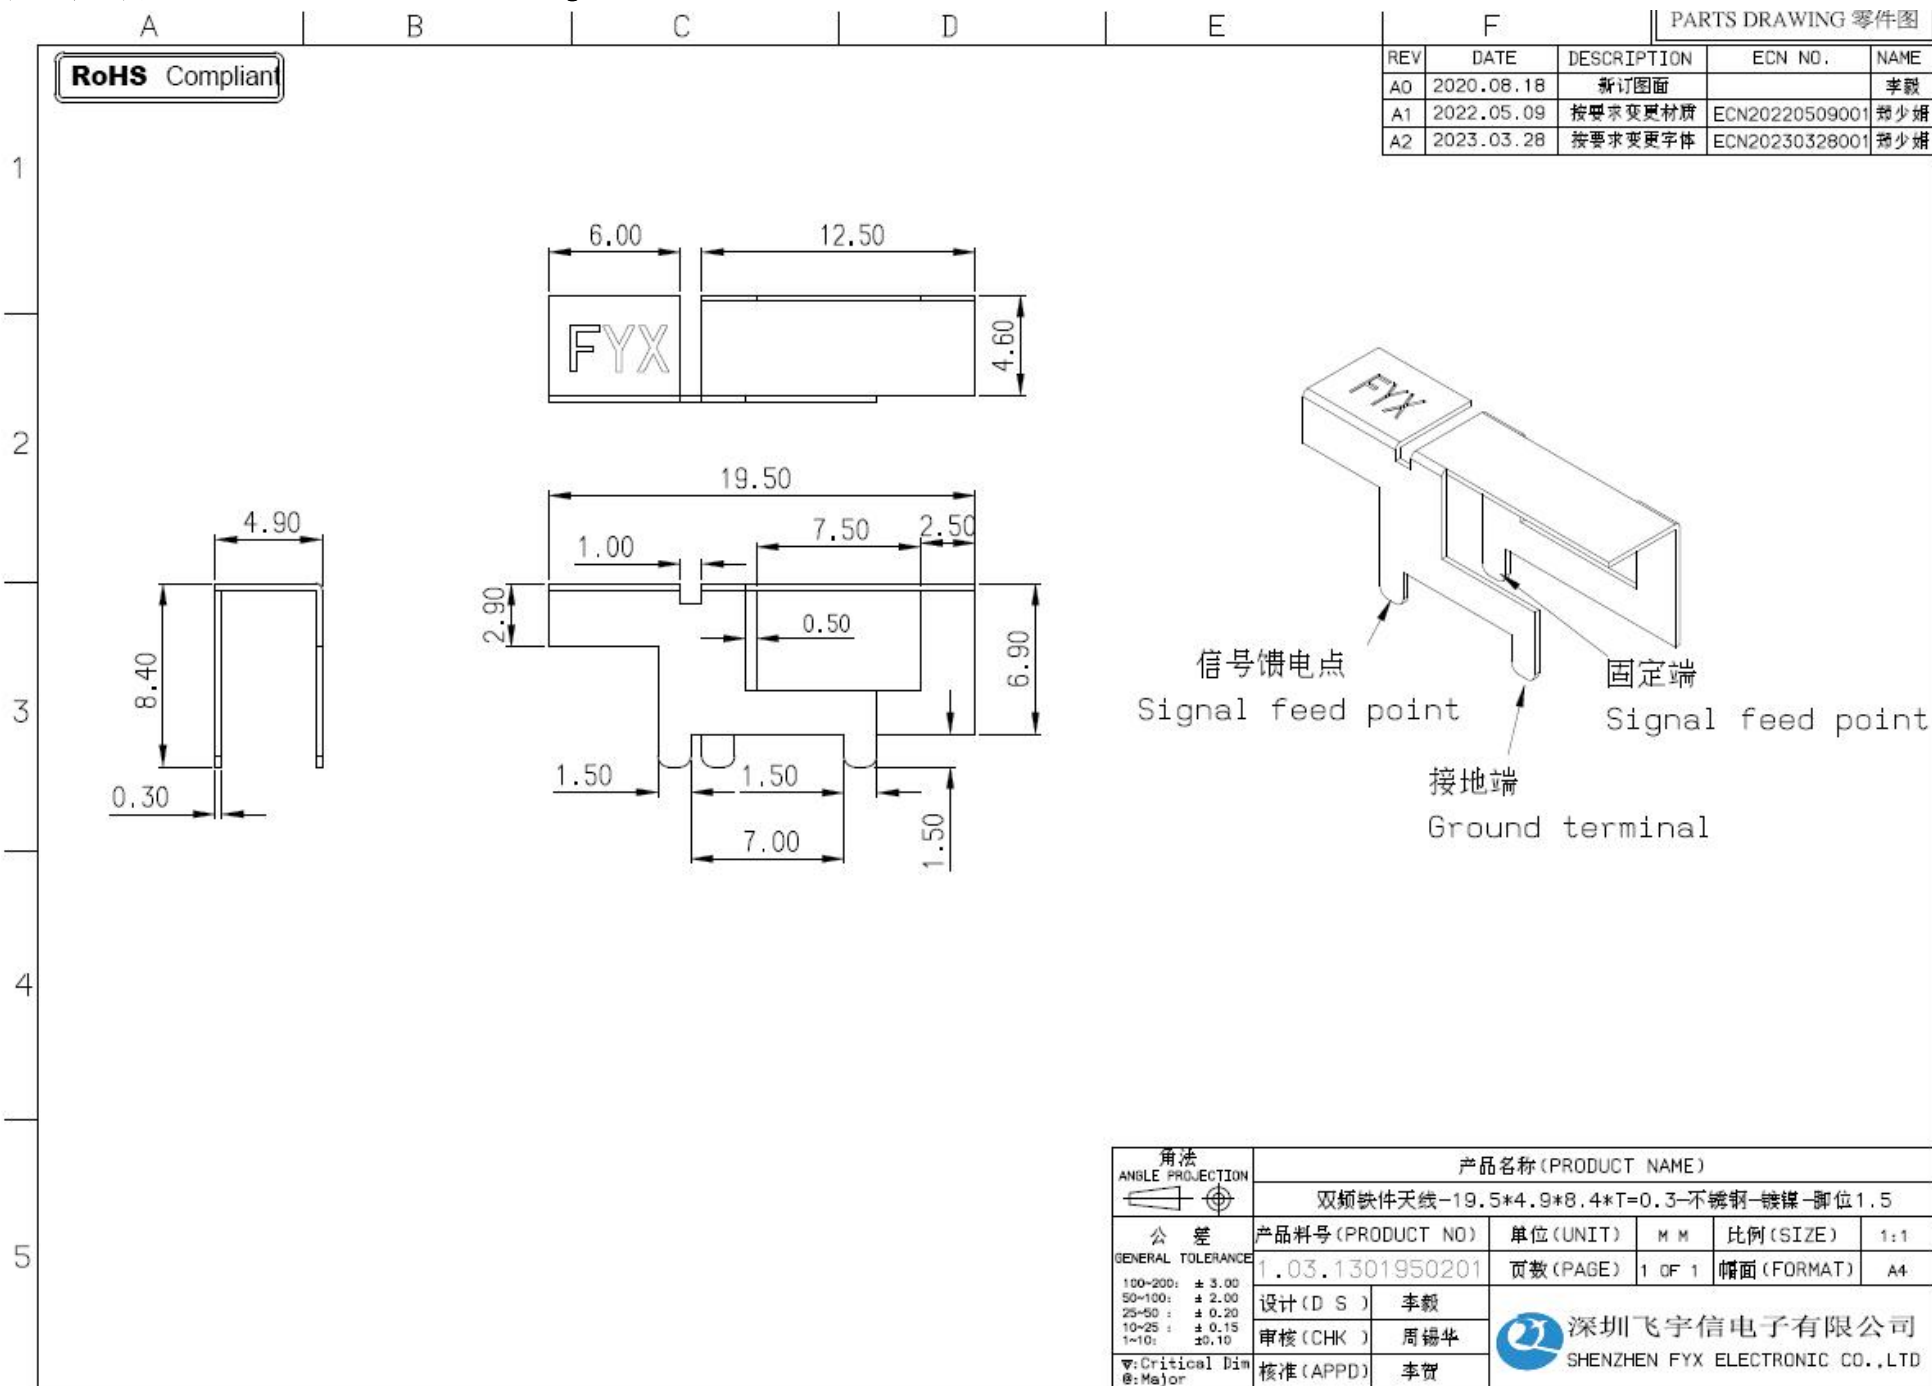 A B C D E F
PARTS DRAWING 零件图
RoHS Compliant
REV DATE DESCRIPTION ECN NO. NAME
A0 2020.08.18 新订图面 李毅
A1 2022.05.09 按要求变更材质 ECN20220509001 郑少娟
A2 2023.03.28 按要求变更字体 ECN20230328001 郑少娟
1
6.00 12.50
FYX
4.60
FYX
2
19.50
4.90
7.50 2.50
1.00
2.90
0.50
8.40
6.90
3
信号馈电点
Signal feed point
固定端
Signal feed point
接地端
Ground terminal
0.30
1.50 1.50
7.00
1.50
4
5
角法
ANGLE PROJECTION
产品名称(PRODUCT NAME)
双频铁件天线-19.5*4.9*8.4*T=0.3-不锈钢-镀镍-脚位1.5
公 差
GENERAL TOLERANCE
100~200: ± 3.00
50~100: ± 2.00
25~50 : ± 0.20
10~25 : ± 0.15
1~10: ±0.10
▽:Critical Dim
@:Major
产品料号(PRODUCT NO) 单位(UNIT) M M 比例(SIZE) 1:1
1.03.1301950201 页数(PAGE) 1 OF 1 幅面(FORMAT) A4
设计(D S ) 李毅
审核(CHK ) 周锡华
核准(APPD) 李贺
深圳飞宇信电子有限公司
SHENZHEN FYX ELECTRONIC CO.,LTD